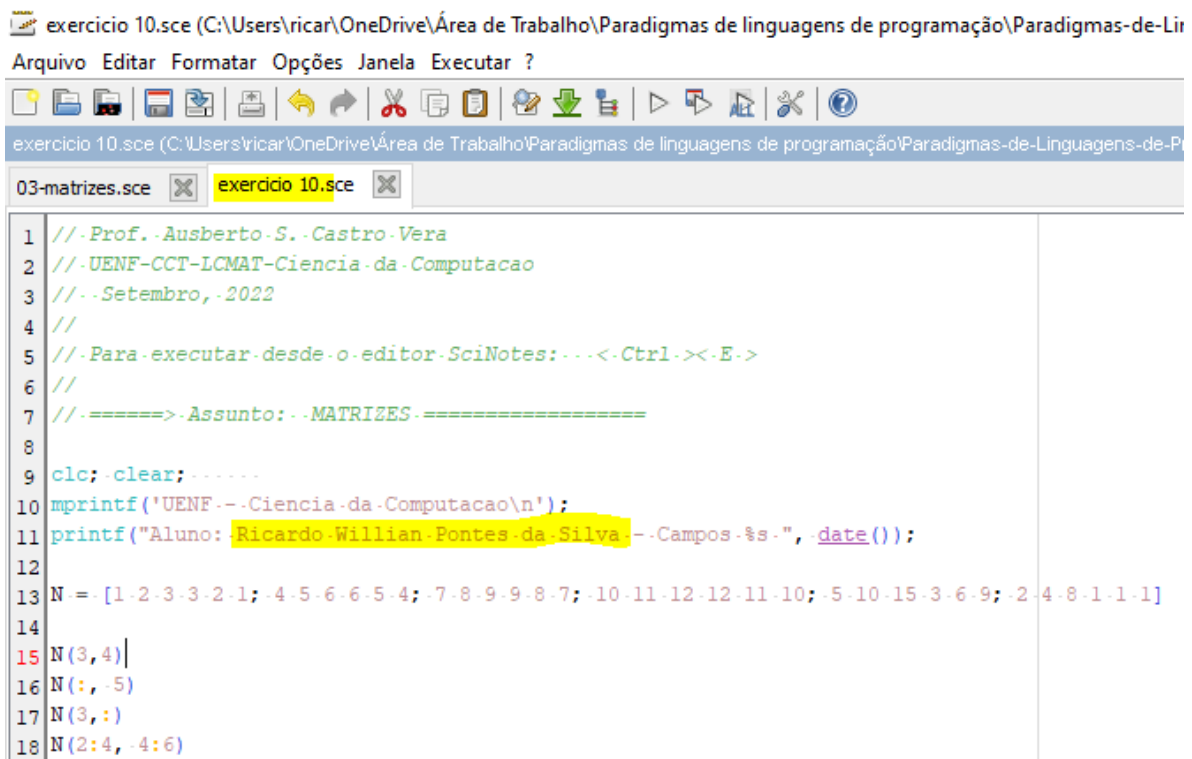 exercicio 10.sce (C:\Users\ricar\OneDrive\Área de Trabalho\Paradigmas de linguagens de programação\Paradigmas-de-Lin
Arquivo Editar Formatar Opções Janela Executar ?
exercicio 10.sce (C:\Users\ricar\OneDrive\Área de Trabalho\Paradigmas de linguagens de programação\Paradigmas-de-Linguagens-de-Pr
03-matrizes.sce exercicio 10.sce
1 // Prof. Ausberto S. Castro Vera
2 // UENF-CCT-LCMAT-Ciencia da Computacao
3 //  Setembro, 2022
4 //
5 // Para executar desde o editor SciNotes:   < Ctrl >< E >
6 //
7 // ======> Assunto:  MATRIZES ==================
8
9 clc; clear;
10 mprintf('UENF - Ciencia da Computacao\n');
11 printf("Aluno: Ricardo Willian Pontes da Silva - Campos %s ", date());
12
13 N = [1 2 3 3 2 1; 4 5 6 6 5 4; 7 8 9 9 8 7; 10 11 12 12 11 10; 5 10 15 3 6 9; 2 4 8 1 1 1]
14
15 N(3,4)
16 N(:, 5)
17 N(3,:)
18 N(2:4, 4:6)